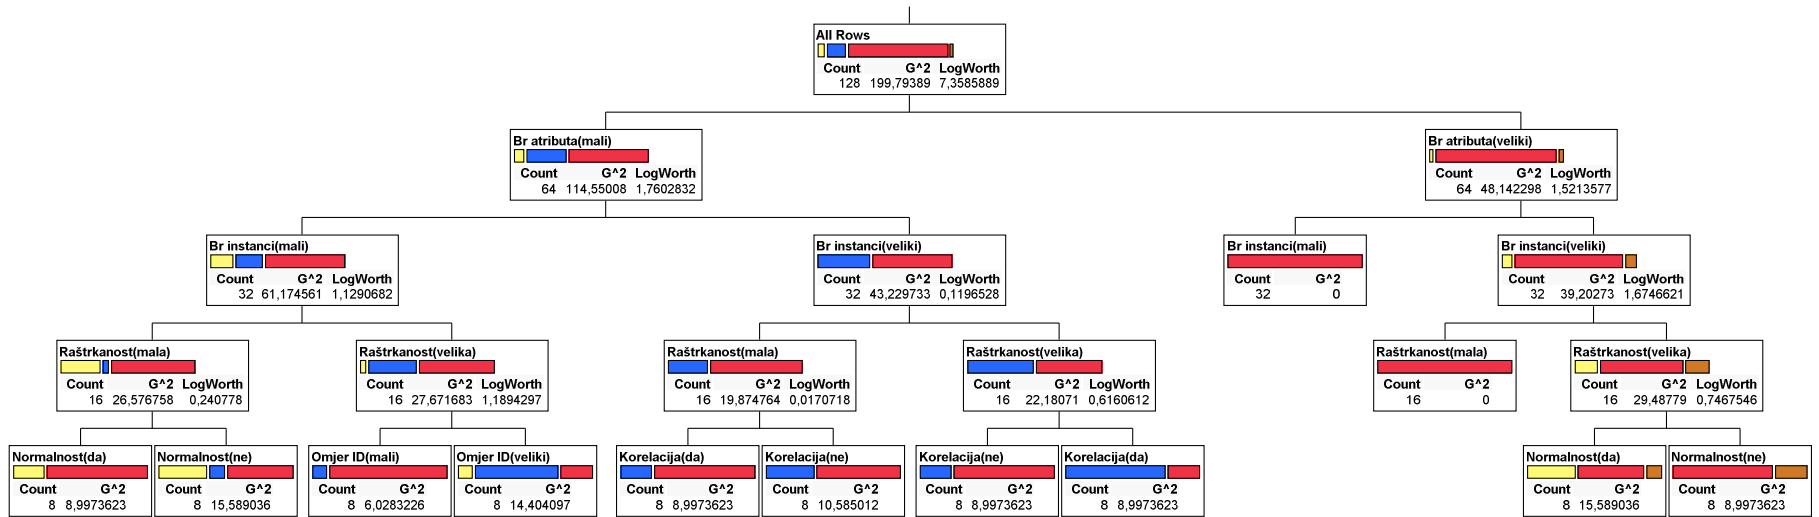 All Rows
Count G^2 LogWorth
128 199,79389 7,3585889
Br atributa(mali)
Count G^2 LogWorth
64 114,55008 1,7602832
Br atributa(veliki)
Count G^2 LogWorth
64 48,142298 1,5213577
Br instanci(mali)
Count G^2 LogWorth
32 61,174561 1,1290682
Br instanci(veliki)
Count G^2 LogWorth
32 43,229733 0,1196528
Br instanci(mali)
Count G^2
32 0
Br instanci(veliki)
Count G^2 LogWorth
32 39,20273 1,6746621
Raštrkanost(mala)
Count G^2 LogWorth
16 26,576758 0,240778
Raštrkanost(velika)
Count G^2 LogWorth
16 27,671683 1,1894297
Raštrkanost(mala)
Count G^2 LogWorth
16 19,874764 0,0170718
Raštrkanost(velika)
Count G^2 LogWorth
16 22,18071 0,6160612
Raštrkanost(mala)
Count G^2
16 0
Raštrkanost(velika)
Count G^2 LogWorth
16 29,48779 0,7467546
Normalnost(da)
Count G^2
8 8,9973623
Normalnost(ne)
Count G^2
8 15,589036
Omjer ID(mali)
Count G^2
8 6,0283226
Omjer ID(veliki)
Count G^2
8 14,404097
Korelacija(da)
Count G^2
8 8,9973623
Korelacija(ne)
Count G^2
8 10,585012
Korelacija(ne)
Count G^2
8 8,9973623
Korelacija(da)
Count G^2
8 8,9973623
Normalnost(da)
Count G^2
8 15,589036
Normalnost(ne)
Count G^2
8 8,9973623